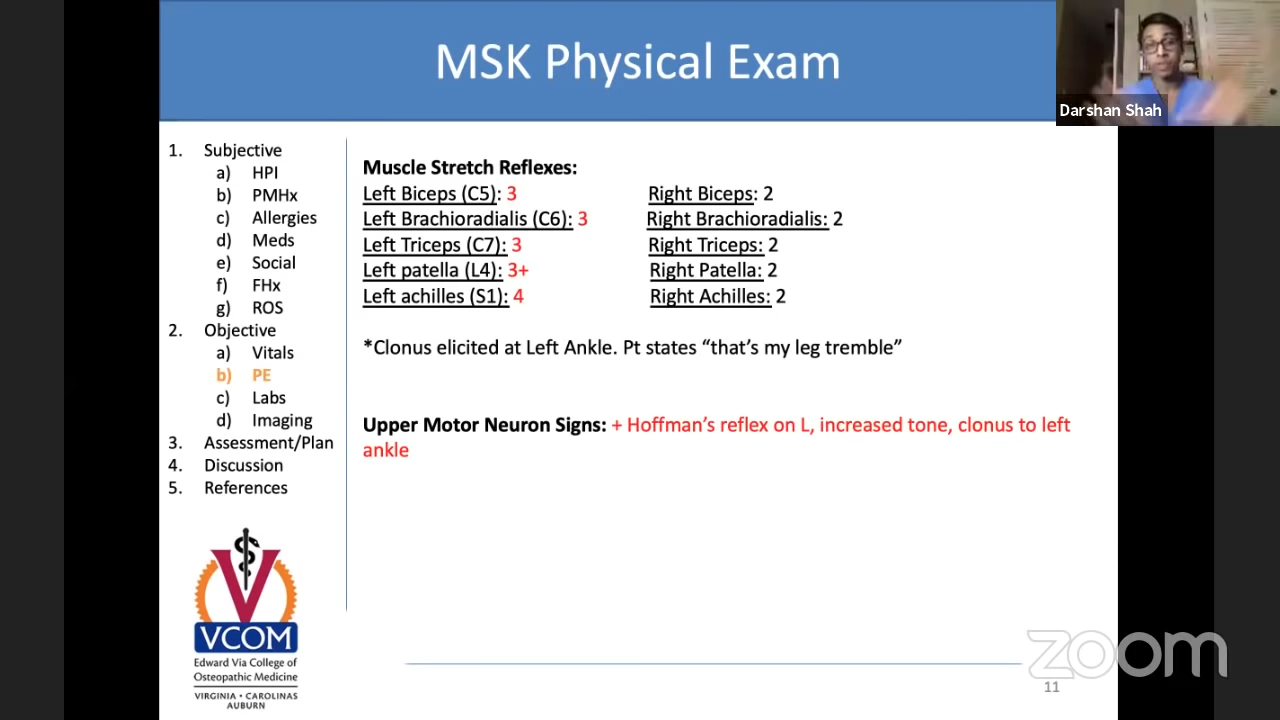 MSK Physical Exam
Darshan Shah
1. Subjective
a) HPI
b) PMHx
c) Allergies
d) Meds
e) Social
f) FHx
g) ROS
2. Objective
a) Vitals
b) PE
c) Labs
d) Imaging
3. Assessment/Plan
4. Discussion
5. References
Muscle Stretch Reflexes:
Left Biceps (C5): 3 Right Biceps: 2
Left Brachioradialis (C6): 3 Right Brachioradialis: 2
Left Triceps (C7): 3 Right Triceps: 2
Left patella (L4): 3+ Right Patella: 2
Left achilles (S1): 4 Right Achilles: 2
*Clonus elicited at Left Ankle. Pt states “that’s my leg tremble”
Upper Motor Neuron Signs: + Hoffman’s reflex on L, increased tone, clonus to left
ankle
V
VCOM
Edward Via College of
Osteopathic Medicine
VIRGINIA • CAROLINAS
AUBURN
zoom
11